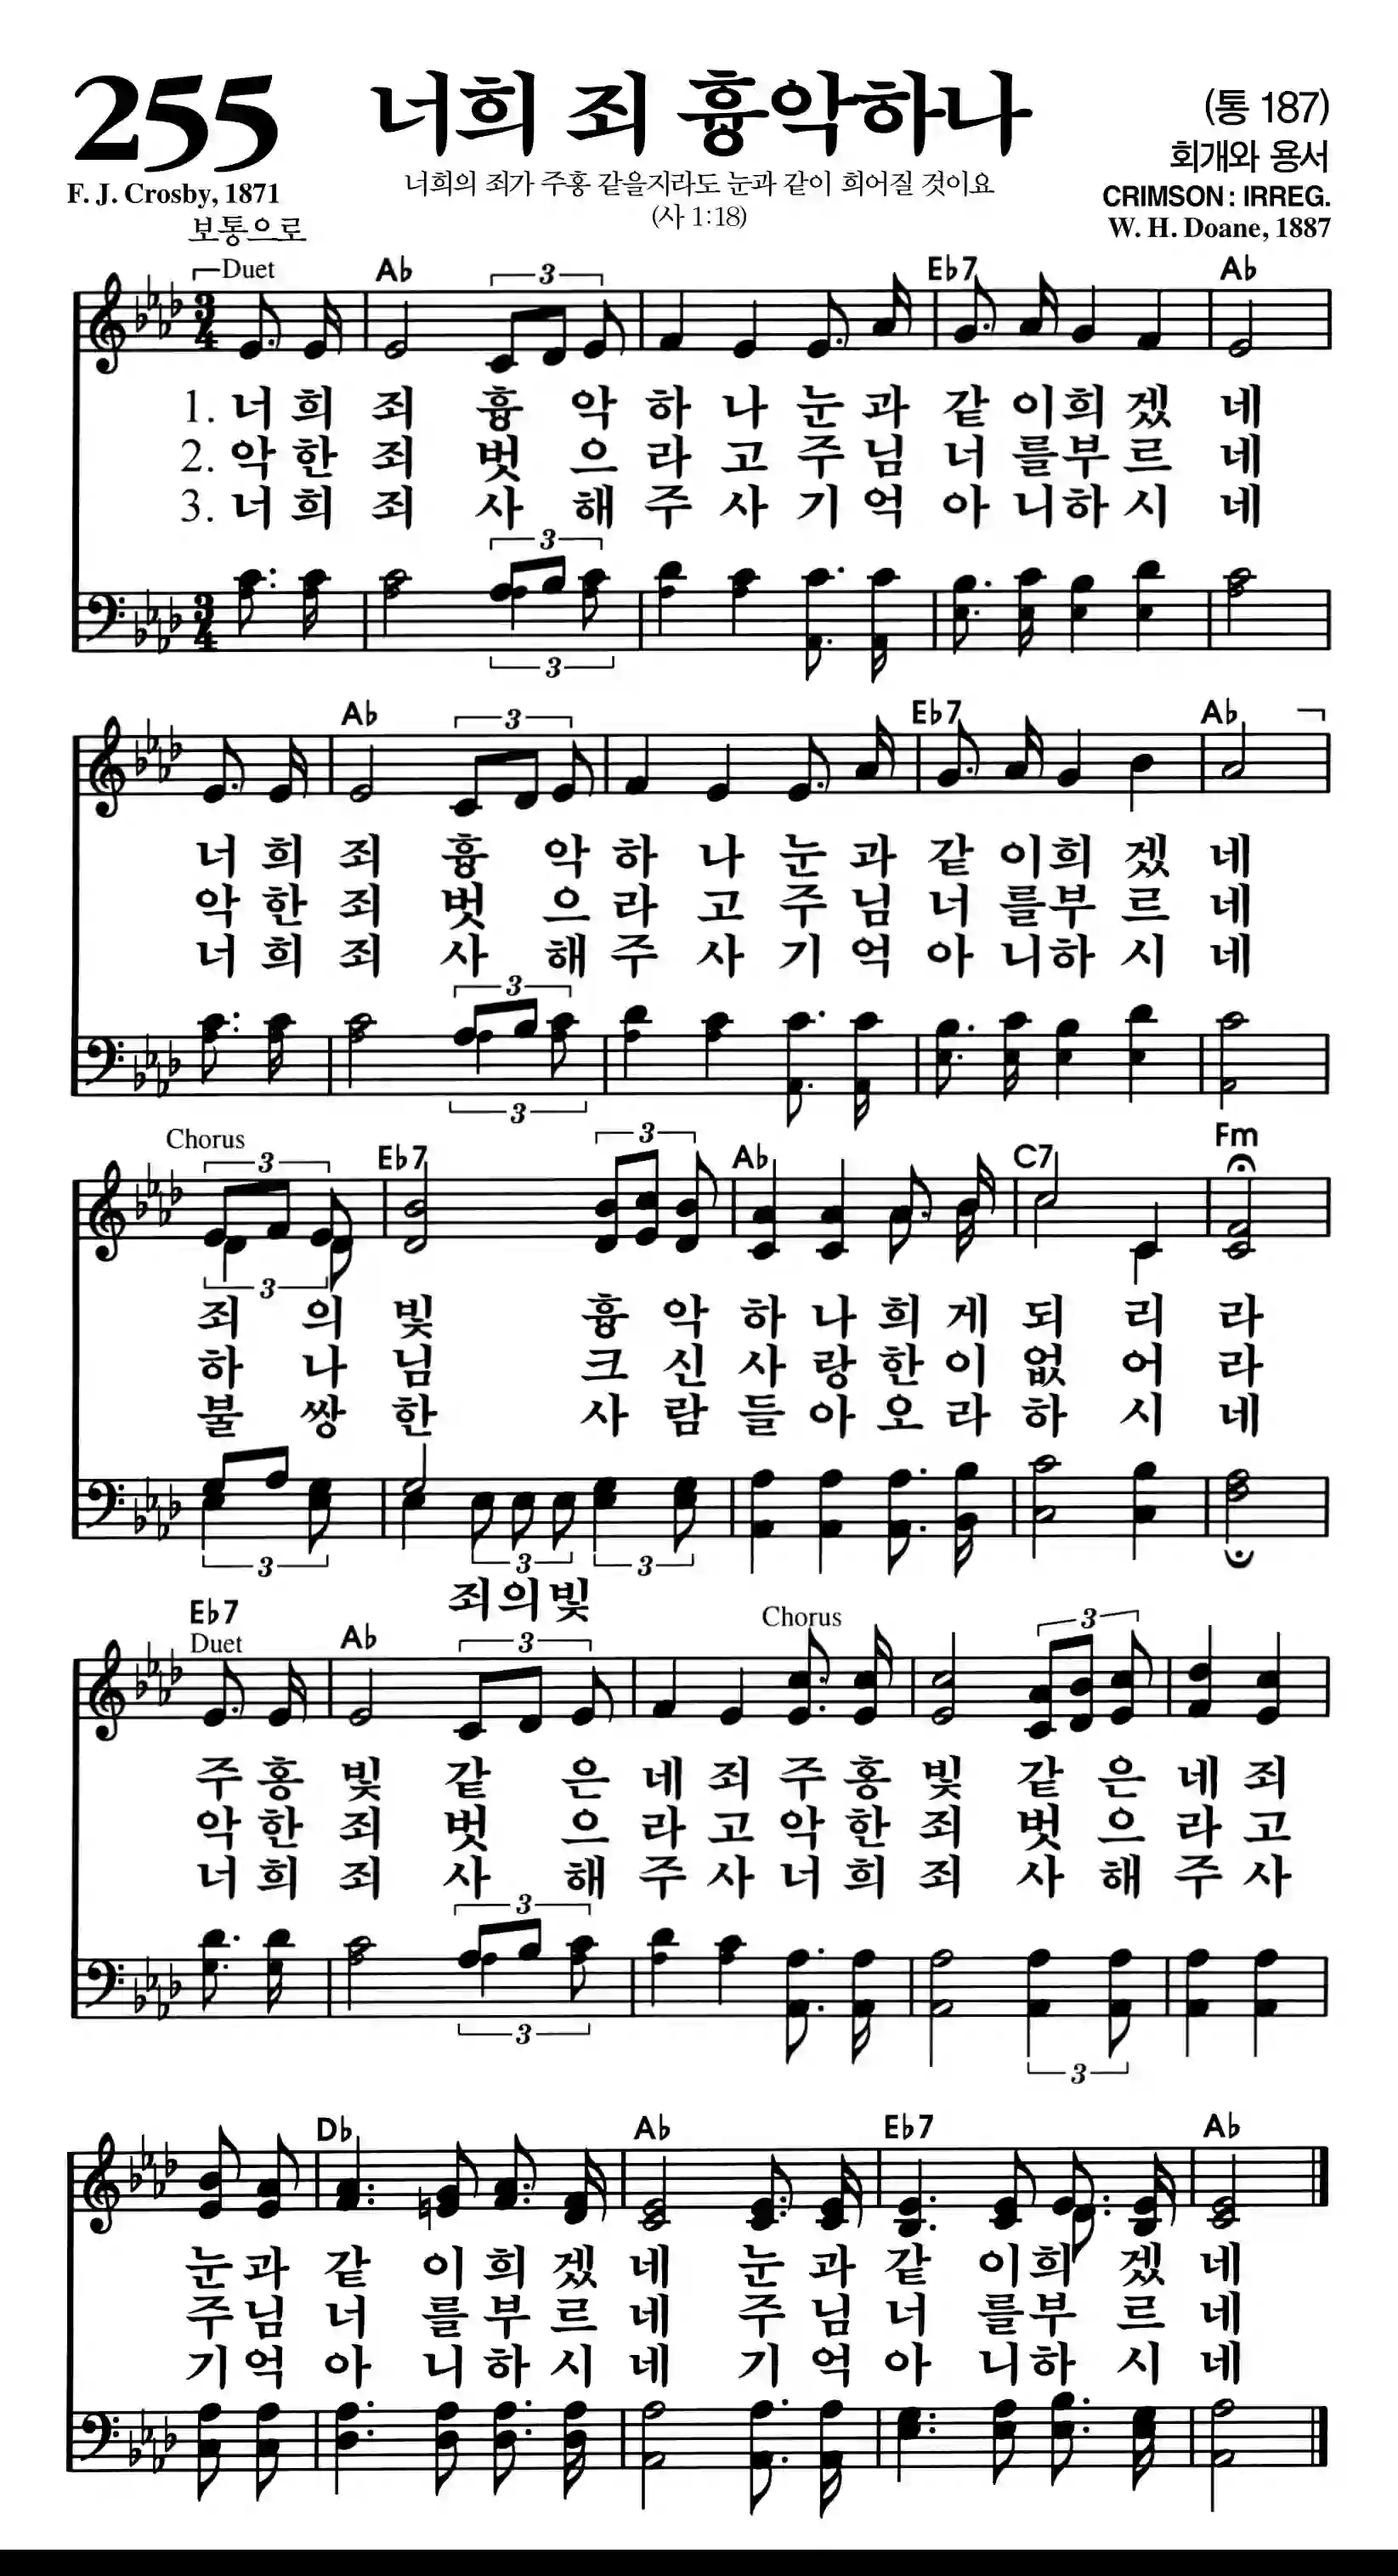 255 너희 죄 흉악하나 (통 187)
회개와 용서
F. J. Crosby, 1871 너희의 죄가 주홍 같을지라도 눈과 같이 희어질 것이요 CRIMSON : IRREG.
(사 1:18) W. H. Doane, 1887
보통으로
Duet A♭ 3 E♭7 A♭
3
4
1. 너 희 죄 흉 악 하 나 눈 과 같 이희 겠 네
2. 악 한 죄 벗 으 라 고 주 님 너 를부 르 네
3. 너 희 죄 사 해 주 사 기 억 아 니하 시 네
3
3
4
3
A♭ 3 E♭7 A♭
너 희 죄 흉 악 하 나 눈 과 같 이희 겠 네
악 한 죄 벗 으 라 고 주 님 너 를부 르 네
너 희 죄 사 해 주 사 기 억 아 니하 시 네
3
3
Chorus
3 E♭7 3 A♭ C7 Fm
3
죄 의 빛 흉 악 하 나 희 게 되 리 라
하 나 님 크 신 사 랑 한 이 없 어 라
불 쌍 한 사 람 들 아 오 라 하 시 네
3 3 3
죄의빛
E♭7
Duet A♭ 3 Chorus 3
주 홍 빛 같 은 네 죄 주 홍 빛 같 은 네 죄
악 한 죄 벗 으 라 고 악 한 죄 벗 으 라 고
너 희 죄 사 해 주 사 너 희 죄 사 해 주 사
3
3 3
D♭ A♭ E♭7 A♭
눈 과 같 이 희 겠 네 눈 과 같 이희 겠 네
주 님 너 를 부 르 네 주 님 너 를부 르 네
기 억 아 니 하 시 네 기 억 아 니하 시 네